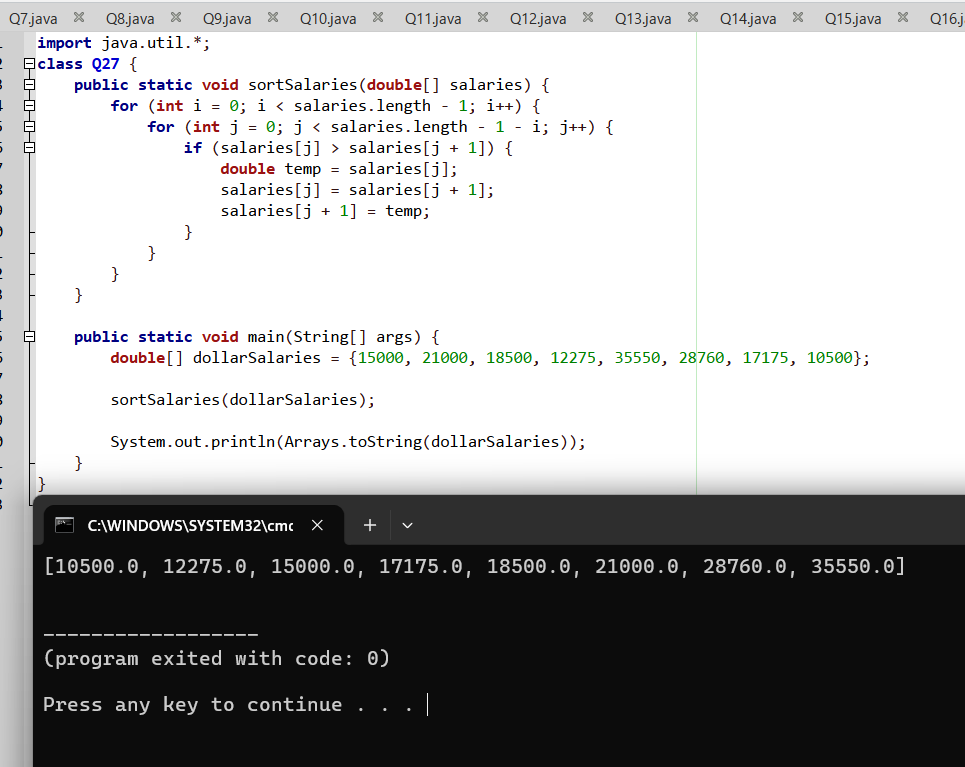 Q7.java Q8.java Q9.java Q10.java Q11.java Q12.java Q13.java Q14.java Q15.java Q16.j
import java.util.*;
class Q27 {
    public static void sortSalaries(double[] salaries) {
        for (int i = 0; i < salaries.length - 1; i++) {
            for (int j = 0; j < salaries.length - 1 - i; j++) {
                if (salaries[j] > salaries[j + 1]) {
                    double temp = salaries[j];
                    salaries[j] = salaries[j + 1];
                    salaries[j + 1] = temp;
                }
            }
        }
    }
    public static void main(String[] args) {
        double[] dollarSalaries = {15000, 21000, 18500, 12275, 35550, 28760, 17175, 10500};
        sortSalaries(dollarSalaries);
        System.out.println(Arrays.toString(dollarSalaries));
    }
}
C:\WINDOWS\SYSTEM32\cmc
[10500.0, 12275.0, 15000.0, 17175.0, 18500.0, 21000.0, 28760.0, 35550.0]
------------------
(program exited with code: 0)
Press any key to continue . . .